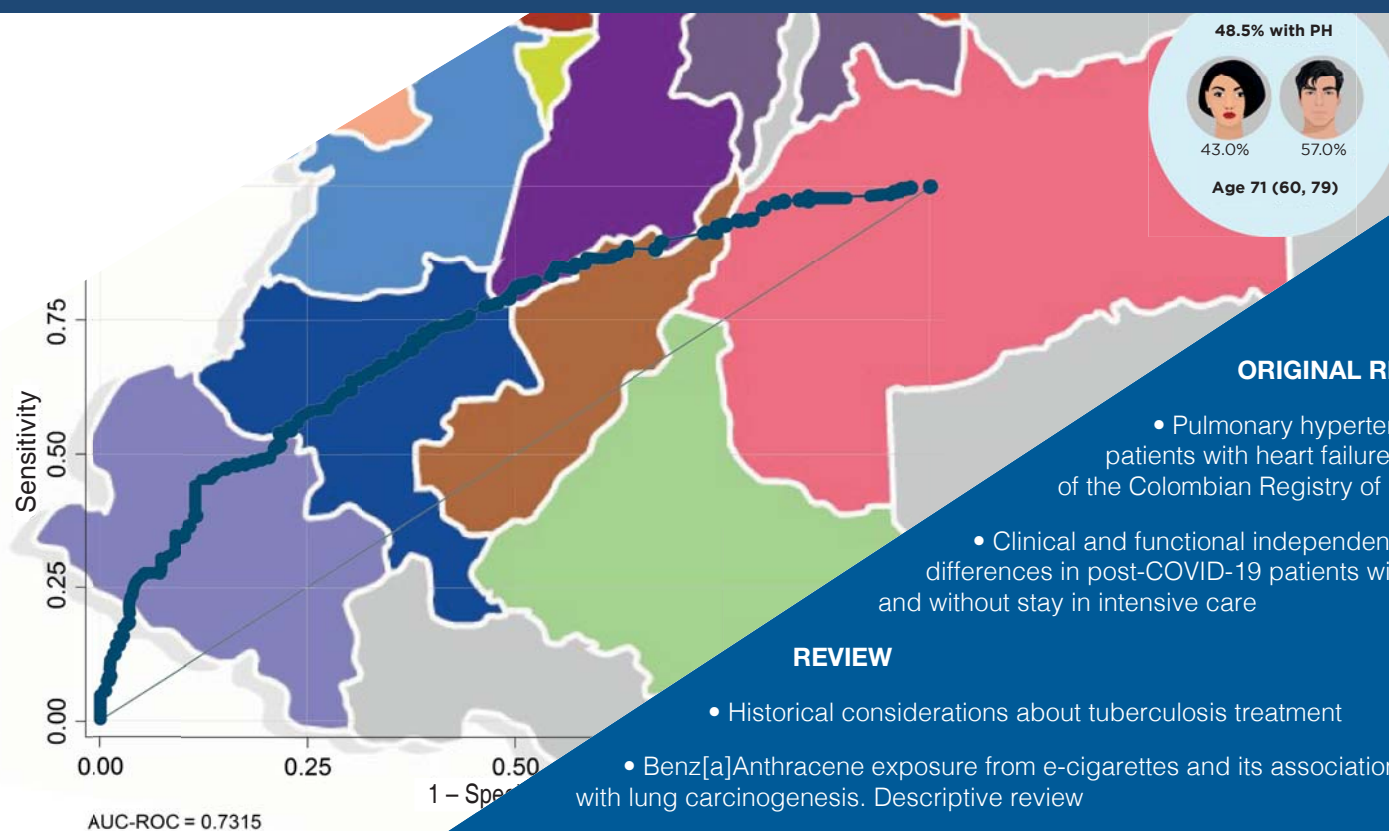 48.5% with PH
43.0% 57.0%
Age 71 (60, 79)
Sensitivity
0.75
0.50
0.25
0.00
0.00 0.25 0.50
1 –
AUC-ROC = 0.7315
ORIGINAL
• Pulmonary
patients with heart failure
of the Colombian Registry of
• Clinical and functional
differences in post-COVID-19 patients
and without stay in intensive care
REVIEW
• Historical considerations about tuberculosis treatment
• Benz[a]Anthracene exposure from e-cigarettes and its association
with lung carcinogenesis. Descriptive review